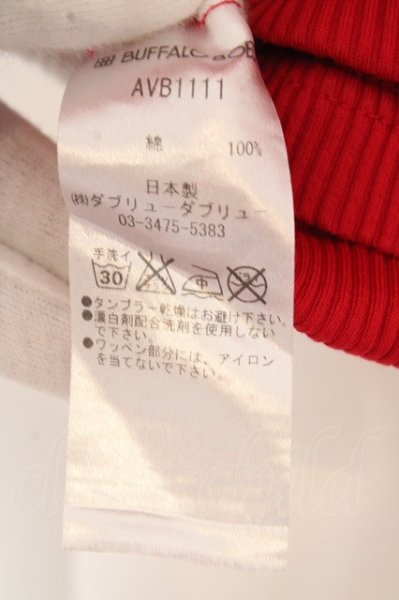 BUFFALO BOB
AVB1111
綿 100%
日本製
㈱ダブリューダブリュー
03-3475-5383
手洗イ
30
中
●タンブラー乾燥はお避け下さい。
●漂白剤配合洗剤を使用しない
で下さい。
●ワッペン部分には、アイロン
を当てないで下さい。